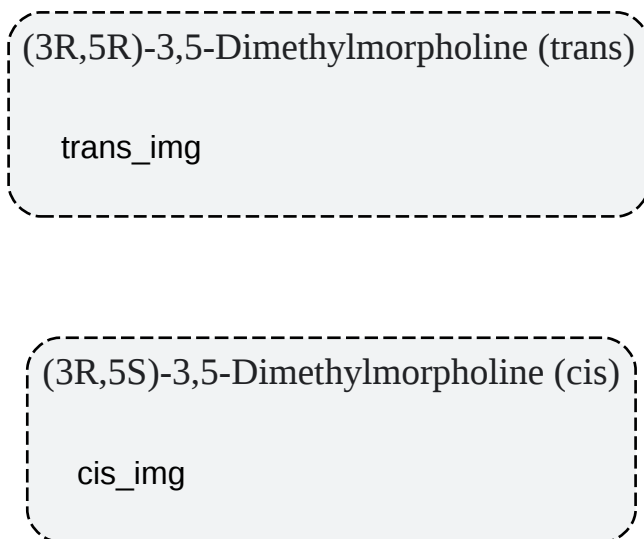 (3R,5R)-3,5-Dimethylmorpholine (trans)
trans_img
(3R,5S)-3,5-Dimethylmorpholine (cis)
cis_img